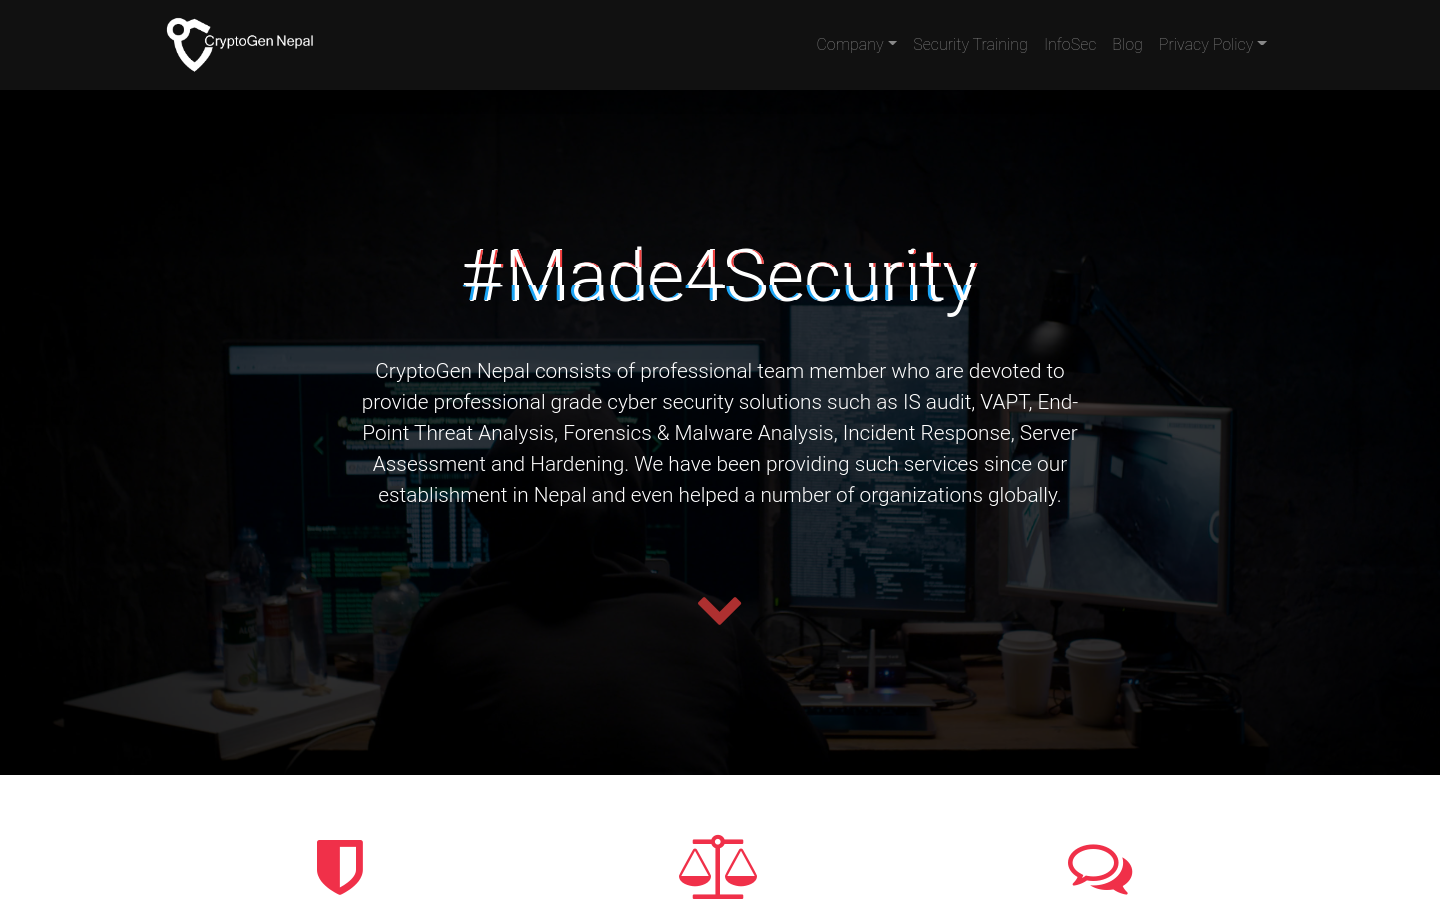 CryptoGen Nepal
Company
Security Training
InfoSec
Blog
Privacy Policy
#Made4Security
CryptoGen Nepal consists of professional team member who are devoted to
provide professional grade cyber security solutions such as IS audit, VAPT, End-
Point Threat Analysis, Forensics & Malware Analysis, Incident Response, Server
Assessment and Hardening. We have been providing such services since our
establishment in Nepal and even helped a number of organizations globally.